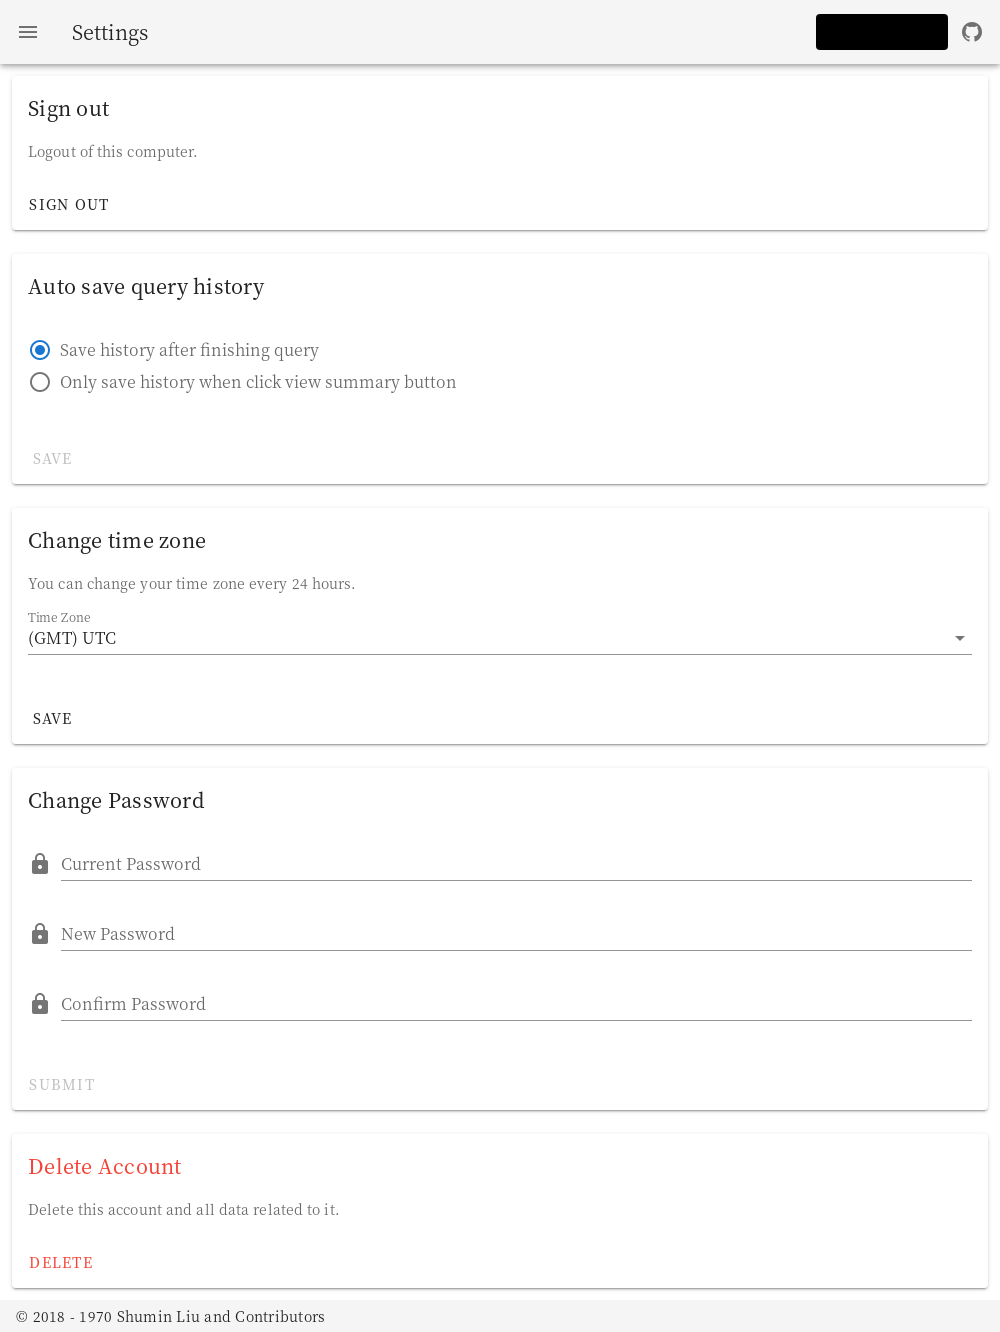 Settings
Sign out
Logout of this computer.
SIGN OUT
Auto save query history
Save history after finishing query
Only save history when click view summary button
SAVE
Change time zone
You can change your time zone every 24 hours.
Time Zone
(GMT) UTC
SAVE
Change Password
Current Password
New Password
Confirm Password
SUBMIT
Delete Account
Delete this account and all data related to it.
DELETE
© 2018 - 1970 Shumin Liu and Contributors